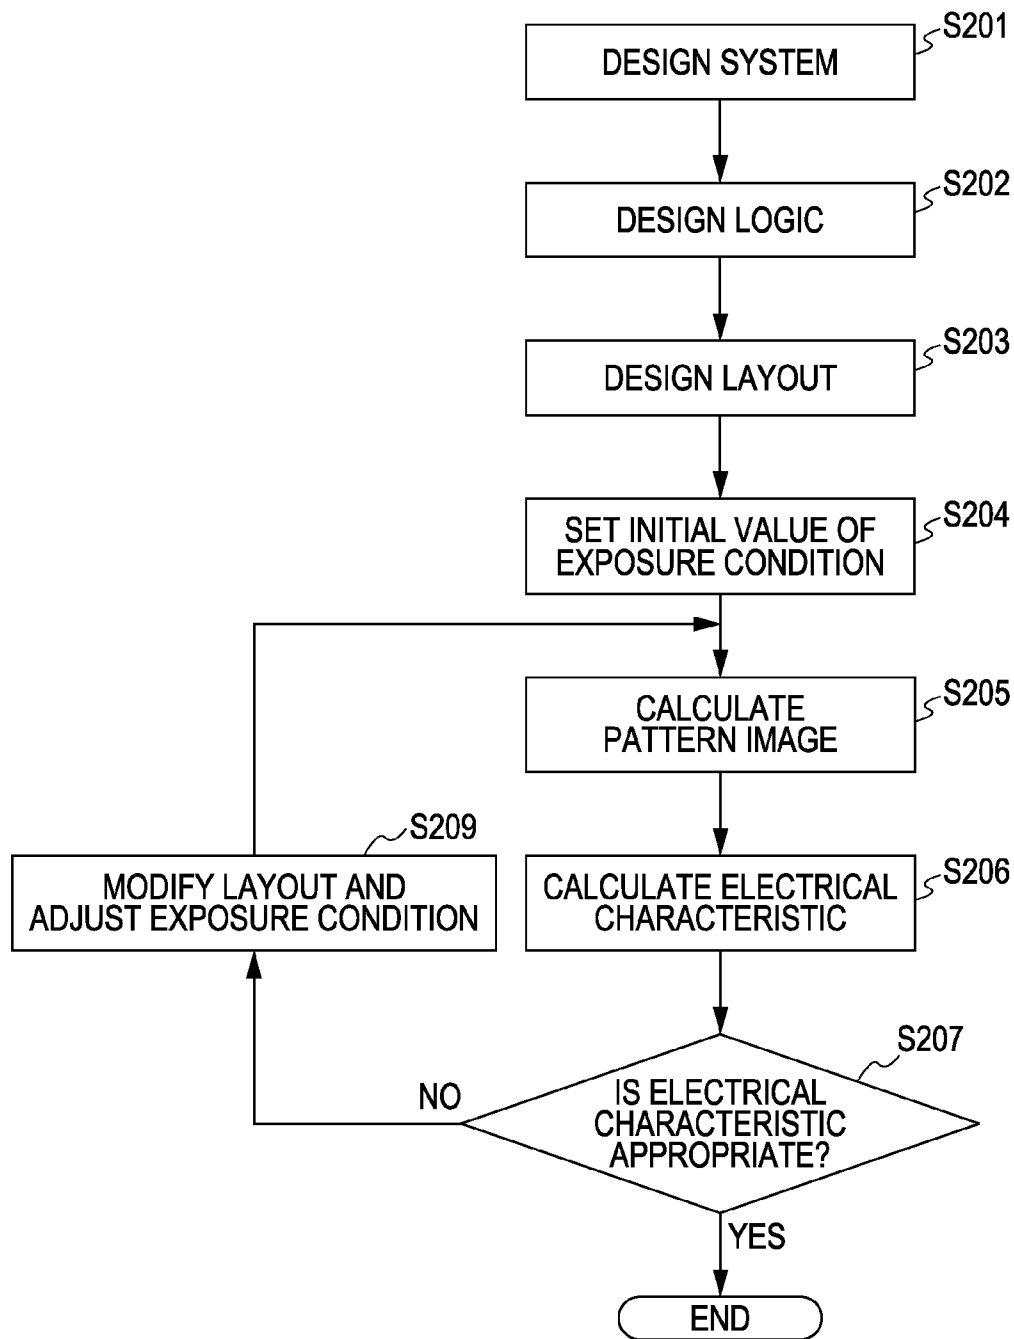 S201
DESIGN SYSTEM
S202
DESIGN LOGIC
S203
DESIGN LAYOUT
S204
SET INITIAL VALUE OF
EXPOSURE CONDITION
S205
CALCULATE
PATTERN IMAGE
S209
MODIFY LAYOUT AND
ADJUST EXPOSURE CONDITION
S206
CALCULATE ELECTRICAL
CHARACTERISTIC
S207
IS ELECTRICAL
CHARACTERISTIC
APPROPRIATE?
NO
YES
END